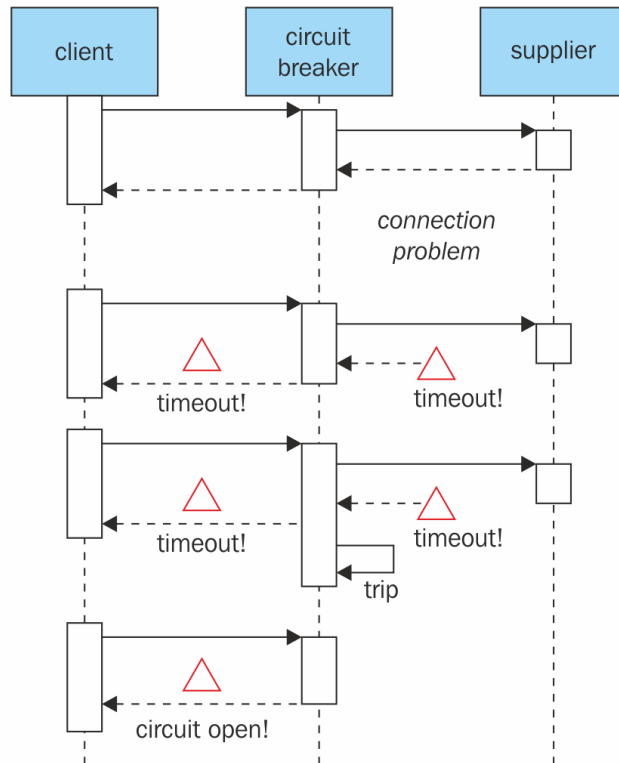 client
circuit
breaker
supplier
connection
problem
timeout!
timeout!
timeout!
timeout!
trip
circuit open!